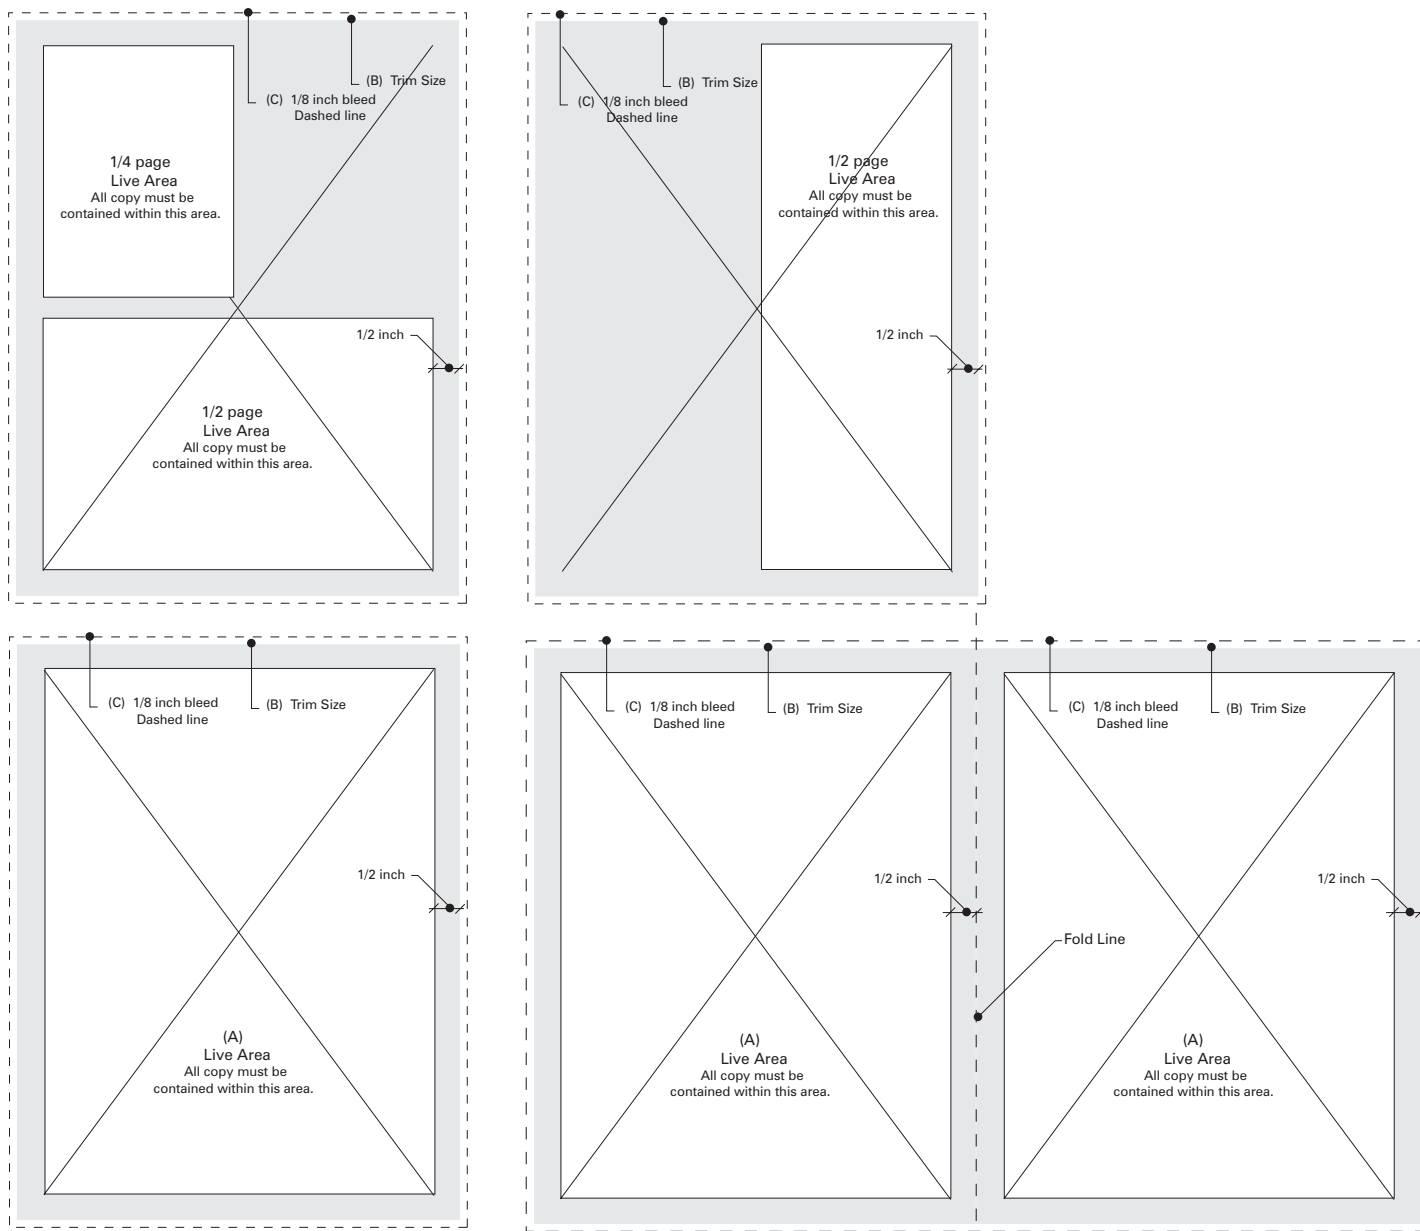 (B) Trim Size
(C) 1/8 inch bleed
Dashed line
1/4 page
Live Area
All copy must be
contained within this area.
1/2 inch
1/2 page
Live Area
All copy must be
contained within this area.
(B) Trim Size
(C) 1/8 inch bleed
Dashed line
1/2 page
Live Area
All copy must be
contained within this area.
1/2 inch
(C) 1/8 inch bleed
Dashed line
(B) Trim Size
1/2 inch
(A)
Live Area
All copy must be
contained within this area.
(C) 1/8 inch bleed
Dashed line
(B) Trim Size
1/2 inch
Fold Line
(A)
Live Area
All copy must be
contained within this area.
(C) 1/8 inch bleed
Dashed line
(B) Trim Size
1/2 inch
(A)
Live Area
All copy must be
contained within this area.